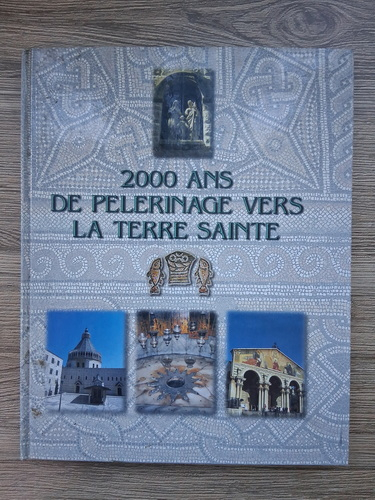 2000 ANS
DE PELERINAGE VERS
LA TERRE SAINTE